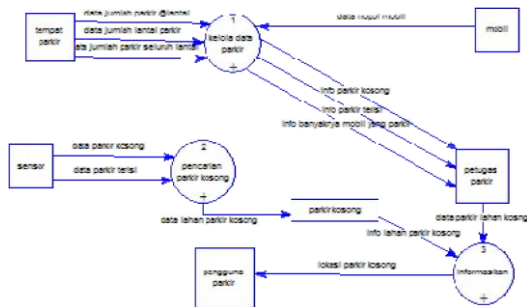 data jumlah parkir @lantai
tempat
parkir
data jumlah lantai parkir
data jumlah parkir seluruh lantai
1
kelola data
parkir
+
data nopol mobil
mobil
info parkir kosong
info parkir terisi
info banyaknya mobil yang parkir
petugas
parkir
sensor
data parkir kosong
data parkir terisi
2
pencarian
parkir kosong
+
data lahan parkir kosong
parkir kosong
info lahan parkir kosong
data parkir lahan kosng
3
informasikan
+
lokasi parkir kosong
pengguna
parkir